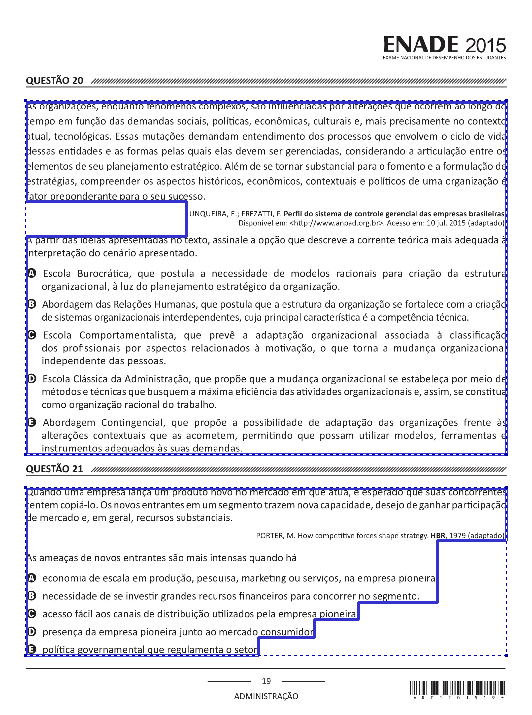 ENADE 2015
EXAME NACIONAL DE DESEMPENHO DOS ESTUDANTES
QUESTÃO 20
As organizações, enquanto fenômenos complexos, são influenciadas por alterações que ocorrem ao longo do
tempo em função das demandas sociais, políticas, econômicas, culturais e, mais precisamente no contexto
atual, tecnológicas. Essas mutações demandam entendimento dos processos que envolvem o ciclo de vida
dessas entidades e as formas pelas quais elas devem ser gerenciadas, considerando a articulação entre os
elementos de seu planejamento estratégico. Além de se tornar substancial para o fomento e a formulação de
estratégias, compreender os aspectos históricos, econômicos, contextuais e políticos de uma organização é
fator preponderante para o seu sucesso.
JUNQUEIRA, E.; FREZATTI, F. Perfil do sistema de controle gerencial das empresas brasileiras.
Disponível em: <http://www.anpad.org.br>. Acesso em: 10 jul. 2015 (adaptado).
A partir das ideias apresentadas no texto, assinale a opção que descreve a corrente teórica mais adequada à
interpretação do cenário apresentado.
A Escola Burocrática, que postula a necessidade de modelos racionais para criação da estrutura
organizacional, à luz do planejamento estratégico da organização.
B Abordagem das Relações Humanas, que postula que a estrutura da organização se fortalece com a criação
de sistemas organizacionais interdependentes, cuja principal característica é a competência técnica.
C Escola Comportamentalista, que prevê a adaptação organizacional associada à classificação
dos profissionais por aspectos relacionados à motivação, o que torna a mudança organizacional
independente das pessoas.
D Escola Clássica da Administração, que propõe que a mudança organizacional se estabeleça por meio de
métodos e técnicas que busquem a máxima eficiência das atividades organizacionais e, assim, se constitua
como organização racional do trabalho.
E Abordagem Contingencial, que propõe a possibilidade de adaptação das organizações frente às
alterações contextuais que as acometem, permitindo que possam utilizar modelos, ferramentas e
instrumentos adequados às suas demandas.
QUESTÃO 21
Quando uma empresa lança um produto novo no mercado em que atua, é esperado que suas concorrentes
tentem copiá-lo. Os novos entrantes em um segmento trazem nova capacidade, desejo de ganhar participação
de mercado e, em geral, recursos substanciais.
PORTER, M. How competitive forces shape strategy. HBR, 1979 (adaptado).
As ameaças de novos entrantes são mais intensas quando há
A economia de escala em produção, pesquisa, marketing ou serviços, na empresa pioneira.
B necessidade de se investir grandes recursos financeiros para concorrer no segmento.
C acesso fácil aos canais de distribuição utilizados pela empresa pioneira.
D presença da empresa pioneira junto ao mercado consumidor.
E política governamental que regulamenta o setor.
19
ADMINISTRAÇÃO